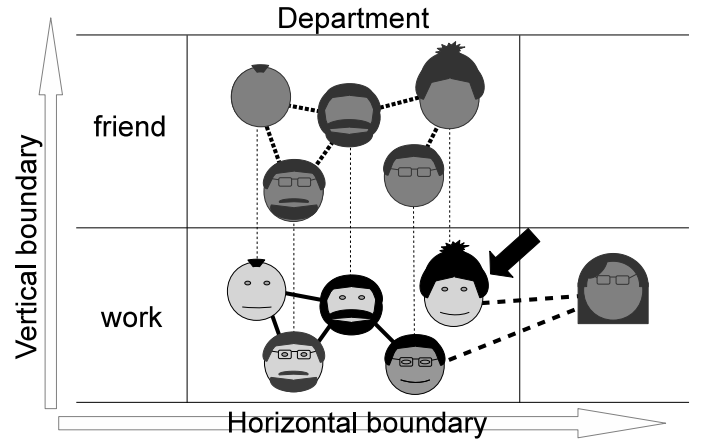 Department
friend
work
Vertical boundary
Horizontal boundary